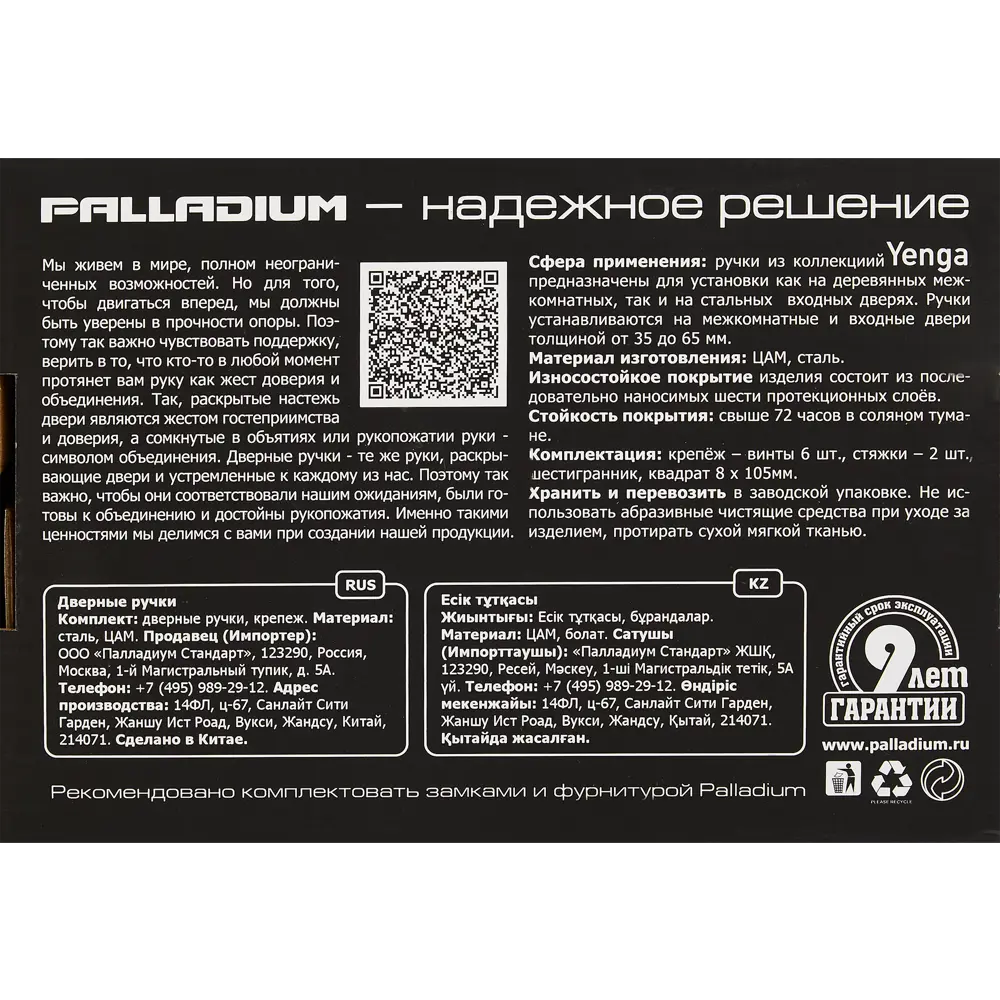 PALLADIUM — надежное решение
Мы живем в мире, полном неограни-
ченных возможностей. Но для того,
чтобы двигаться вперед, мы должны
быть уверены в прочности опоры. Поэ-
тому так важно чувствовать поддержку,
верить в то, что кто-то в любой момент
протянет вам руку как жест доверия и
объединения. Так, раскрытые настежь
двери являются жестом гостеприимства
и доверия, а сомкнутые в объятиях или рукопожатии руки -
символом объединения. Дверные ручки - те же руки, раскры-
вающие двери и устремленные к каждому из нас. Поэтому так
важно, чтобы они соответствовали нашим ожиданиям, были го-
товы к объединению и достойны рукопожатия. Именно такими
ценностями мы делимся с вами при создании нашей продукции.
Сфера применения: ручки из коллекциий Yenga
предназначены для установки как на деревянных меж-
комнатных, так и на стальных входных дверях. Ручки
устанавливаются на межкомнатные и входные двери
толщиной от 35 до 65 мм.
Материал изготовления: ЦАМ, сталь.
Износостойкое покрытие изделия состоит из после-
довательно наносимых шести протекционных слоёв.
Стойкость покрытия: свыше 72 часов в соляном тума-
не.
Комплектация: крепёж – винты 6 шт., стяжки – 2 шт.,
шестигранник, квадрат 8 х 105мм.
Хранить и перевозить в заводской упаковке. Не ис-
пользовать абразивные чистящие средства при уходе за
изделием, протирать сухой мягкой тканью.
RUS
Дверные ручки
Комплект: дверные ручки, крепеж. Материал:
сталь, ЦАМ. Продавец (Импортер):
ООО «Палладиум Стандарт», 123290, Россия,
Москва, 1-й Магистральный тупик, д. 5А.
Телефон: +7 (495) 989-29-12. Адрес
производства: 14ФЛ, ц-67, Санлайт Сити
Гарден, Жаншу Ист Роад, Вукси, Жандсу, Китай,
214071. Сделано в Китае.
KZ
Есік тұтқасы
Жиынтығы: Есік тұтқасы, бұрандалар.
Материал: ЦАМ, болат. Сатушы
(Импорттаушы): «Палладиум Стандарт» ЖШҚ,
123290, Ресей, Мәскеу, 1-ші Магистральдік тетік, 5А
үй. Телефон: +7 (495) 989-29-12. Өндіріс
мекенжайы: 14ФЛ, ц-67, Санлайт Сити Гарден,
Жаншу Ист Роад, Вукси, Жандсу, Қытай, 214071.
Қытайда жасалған.
гарантийный срок эксплуатации
9 лет
ГАРАНТИИ
www.palladium.ru
PLEASE RECYCLE
Рекомендовано комплектовать замками и фурнитурой Palladium